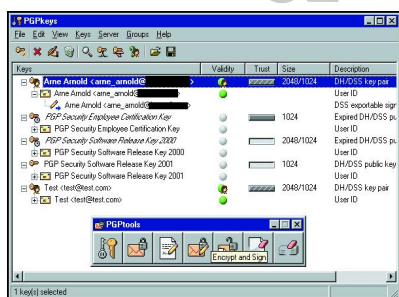 PGPkeys
File Edit View Keys Server Groups Help
Keys Validity Trust Size Description
Arne Arnold <arne_arnold@ 2048/1024 DH/DSS key pair
Arne Arnold <arne_arnold@ User ID
Arne Arnold <arne_arnold@ DSS exportable sigr
PGP Security Employee Certification Key 1024 Expired DH/DSS pu
PGP Security Employee Certification Key User ID
PGP Security Software Release Key 2000 2048/1024 Expired DH/DSS pu
PGP Security Software Release Key 2000 User ID
PGP Security Software Release Key 2001 1024 DH/DSS public key
PGP Security Software Release Key 2001 User ID
Test <test@test.com> 2048/1024 DH/DSS key pair
Test <test@test.com> User ID
PGPtools
Encrypt and Sign
1 key(s) selected